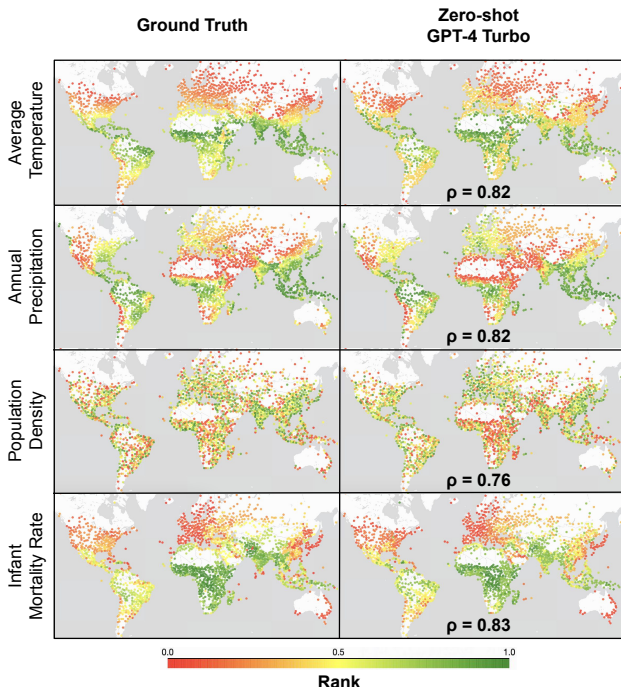 Ground Truth
Zero-shot
GPT-4 Turbo
Average
Temperature
ρ = 0.82
Annual
Precipitation
ρ = 0.82
Population
Density
ρ = 0.76
Infant
Mortality Rate
ρ = 0.83
0.0
0.5
1.0
Rank